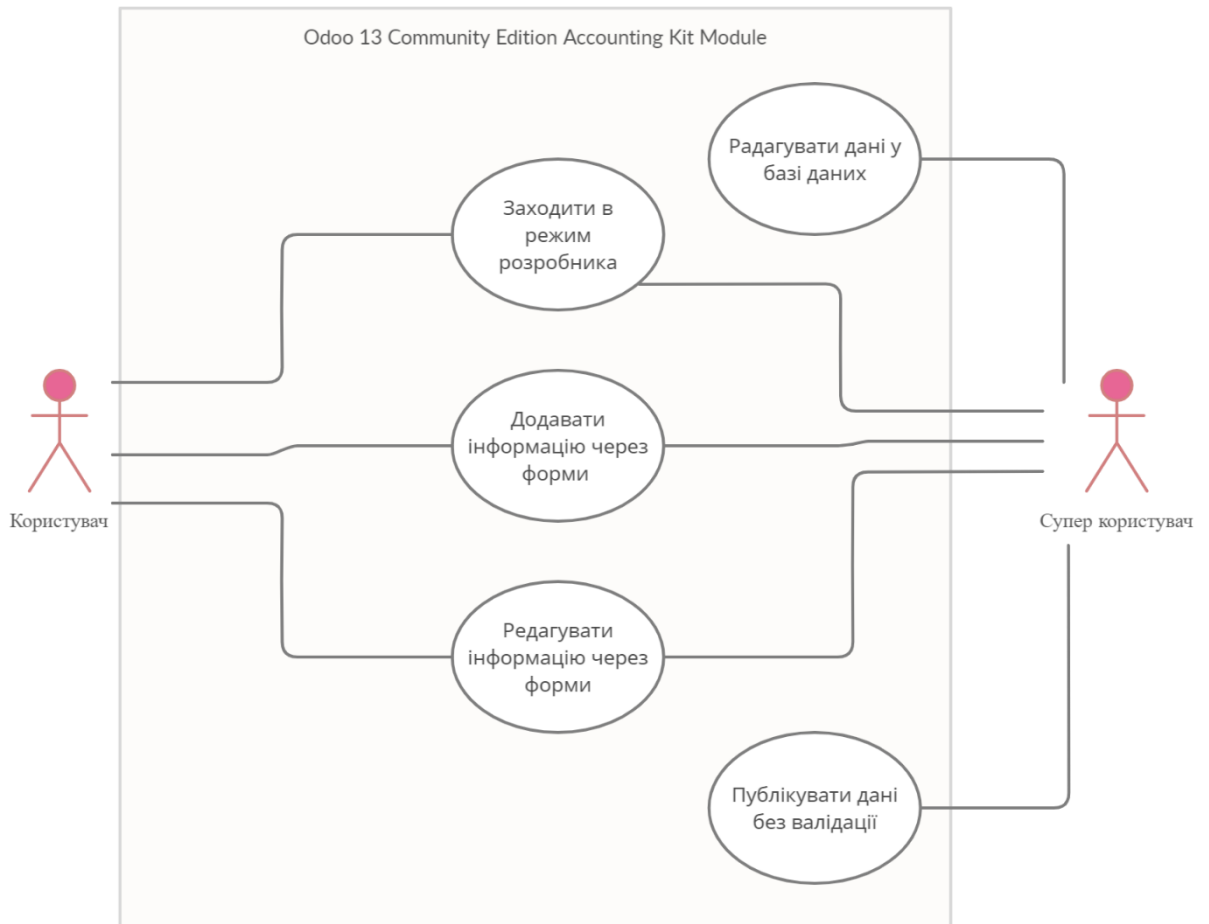 Odoo 13 Community Edition Accounting Kit Module
Радагувати дані у
базі даних
Заходити в
режим
розробника
Додавати
інформацію через
форми
Користувач
Супер користувач
Редагувати
інформацію через
форми
Публікувати дані
без валідації